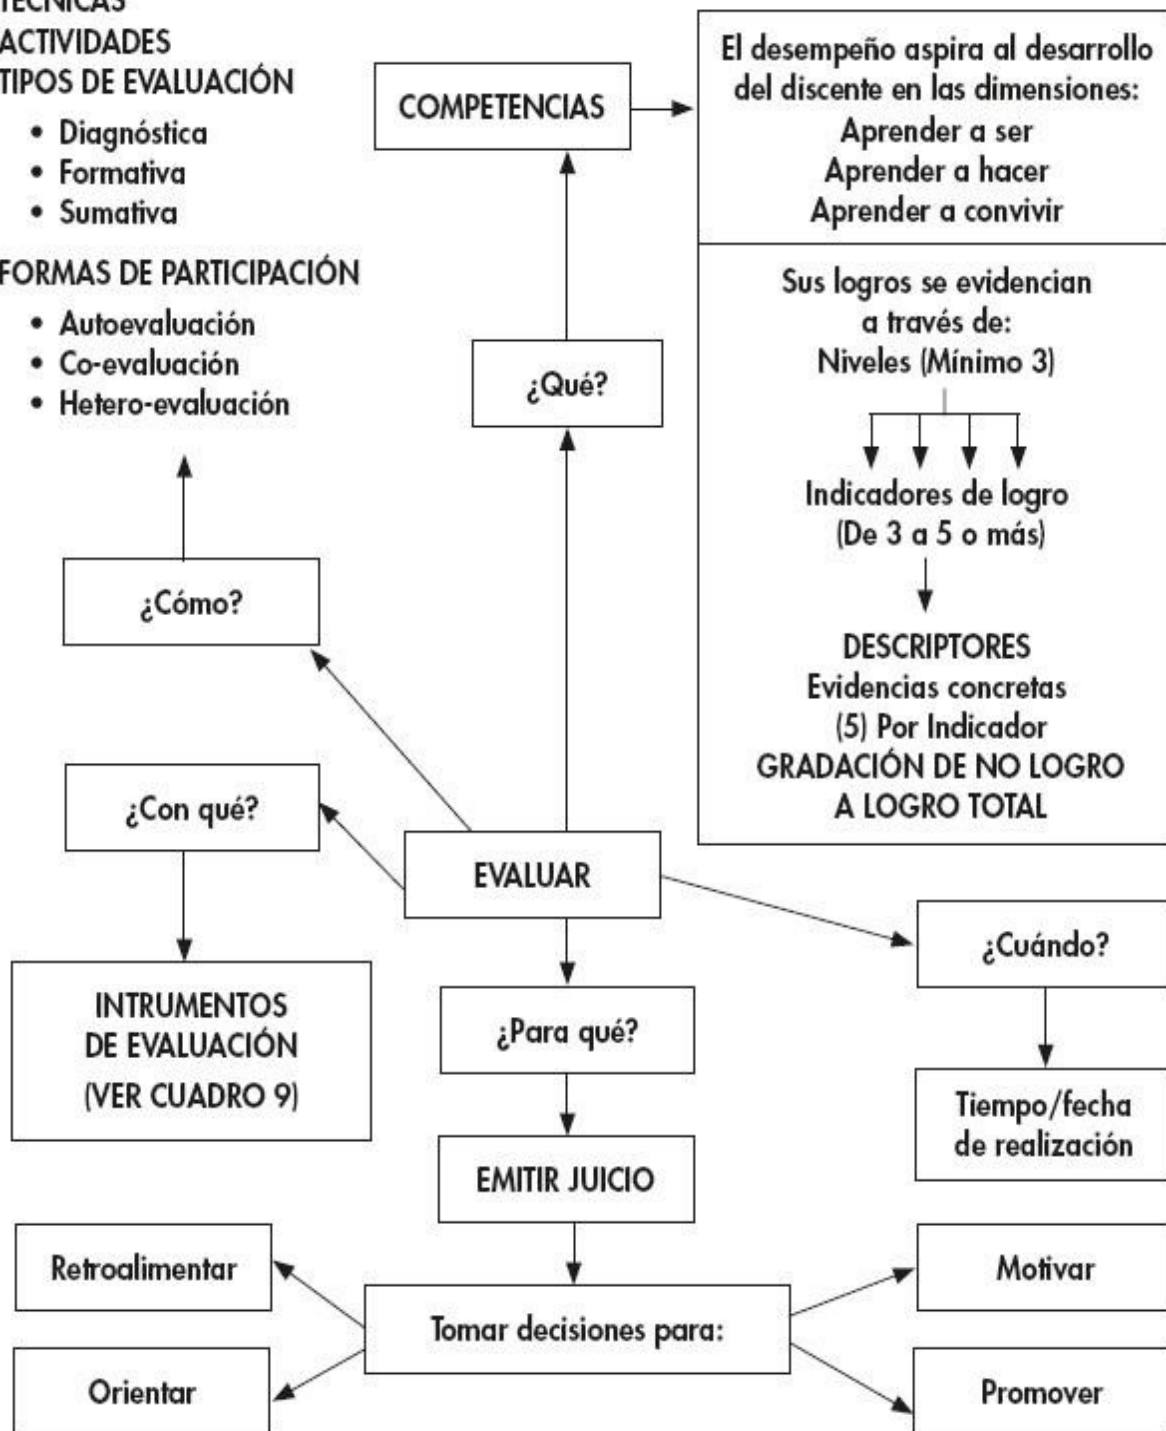 TÉCNICAS
ACTIVIDADES
TIPOS DE EVALUACIÓN
• Diagnóstica
• Formativa
• Sumativa
FORMAS DE PARTICIPACIÓN
• Autoevaluación
• Co-evaluación
• Hetero-evaluación
COMPETENCIAS
El desempeño aspira al desarrollo
del discente en las dimensiones:
Aprender a ser
Aprender a hacer
Aprender a convivir
Sus logros se evidencian
a través de:
Niveles (Mínimo 3)
Indicadores de logro
(De 3 a 5 o más)
DESCRIPTORES
Evidencias concretas
(5) Por Indicador
GRADACIÓN DE NO LOGRO
A LOGRO TOTAL
¿Qué?
¿Cómo?
¿Con qué?
EVALUAR
¿Cuándo?
INTRUMENTOS
DE EVALUACIÓN
(VER CUADRO 9)
¿Para qué?
Tiempo/fecha
de realización
EMITIR JUICIO
Retroalimentar
Motivar
Tomar decisiones para:
Orientar
Promover